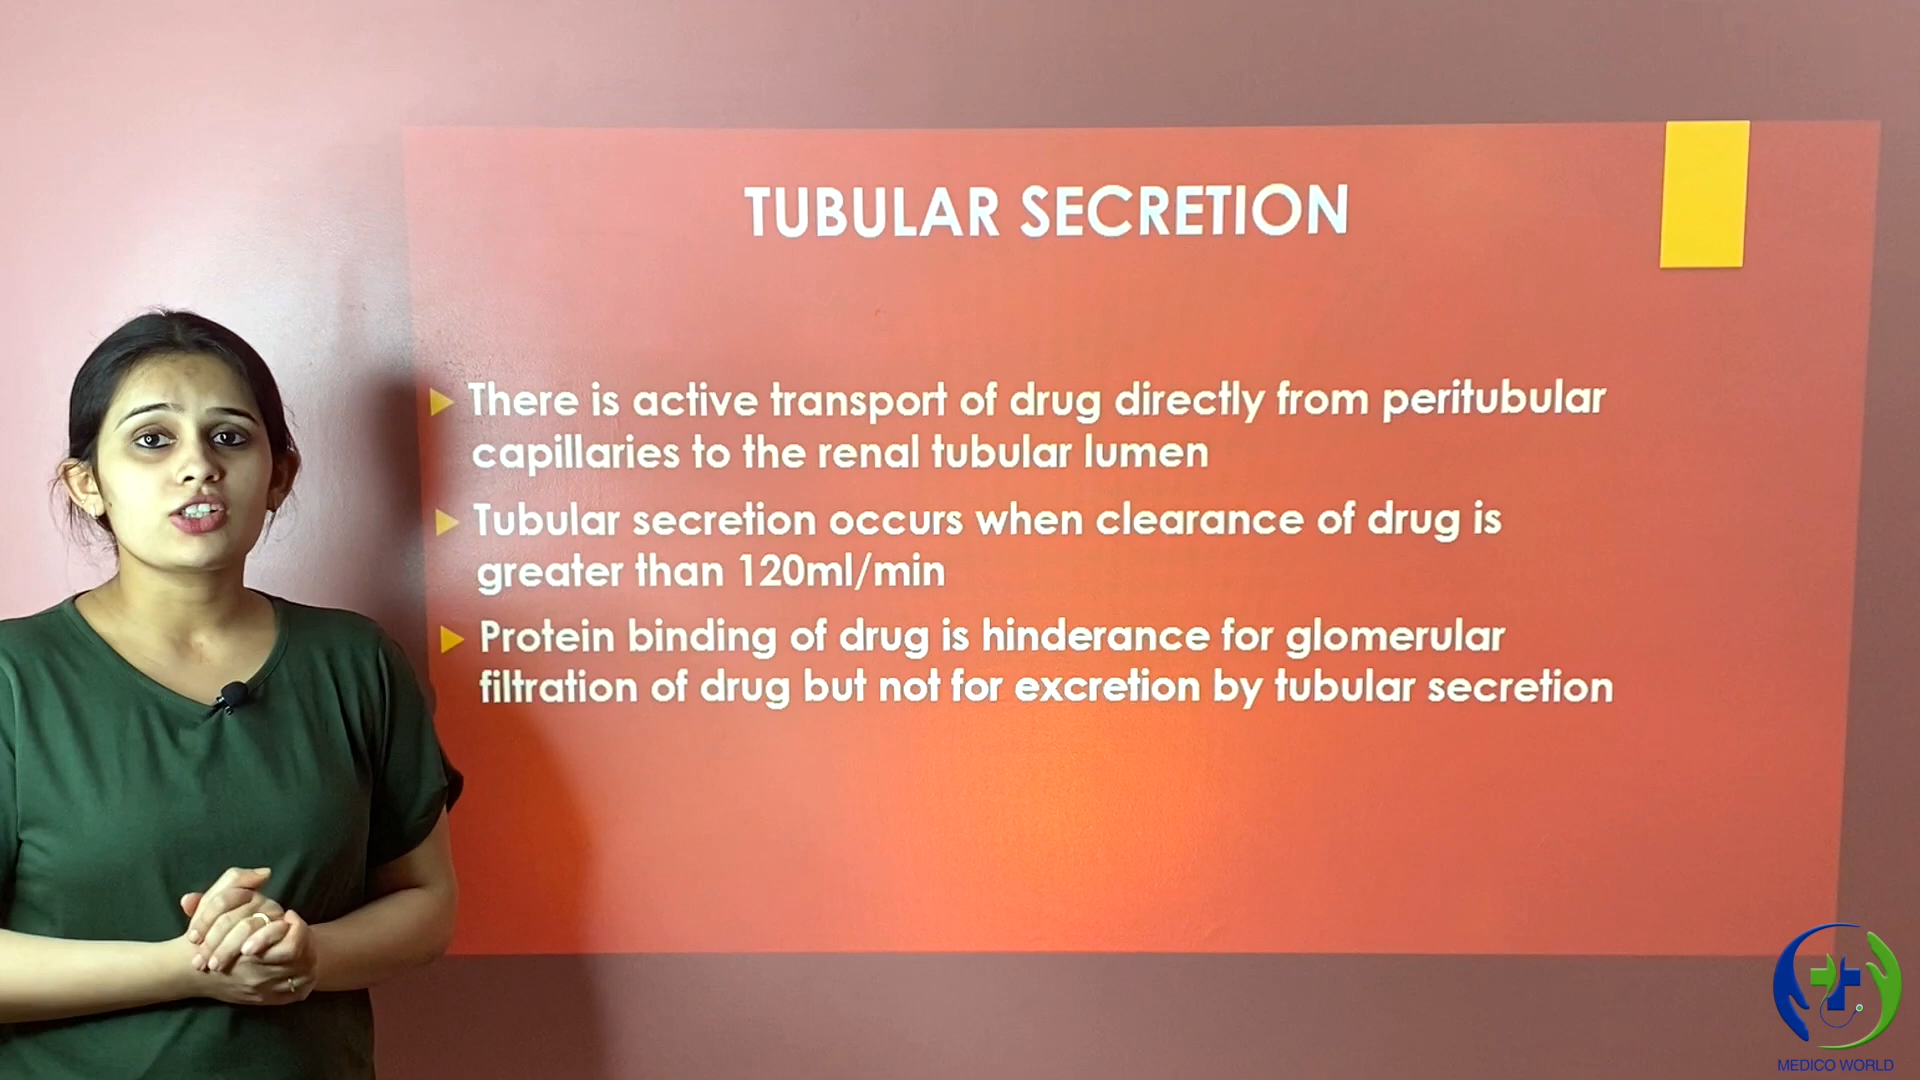 TUBULAR SECRETION
There is active transport of drug directly from peritubular
capillaries to the renal tubular lumen
Tubular secretion occurs when clearance of drug is
greater than 120ml/min
Protein binding of drug is hinderance for glomerular
filtration of drug but not for excretion by tubular secretion
MEDICO WORLD